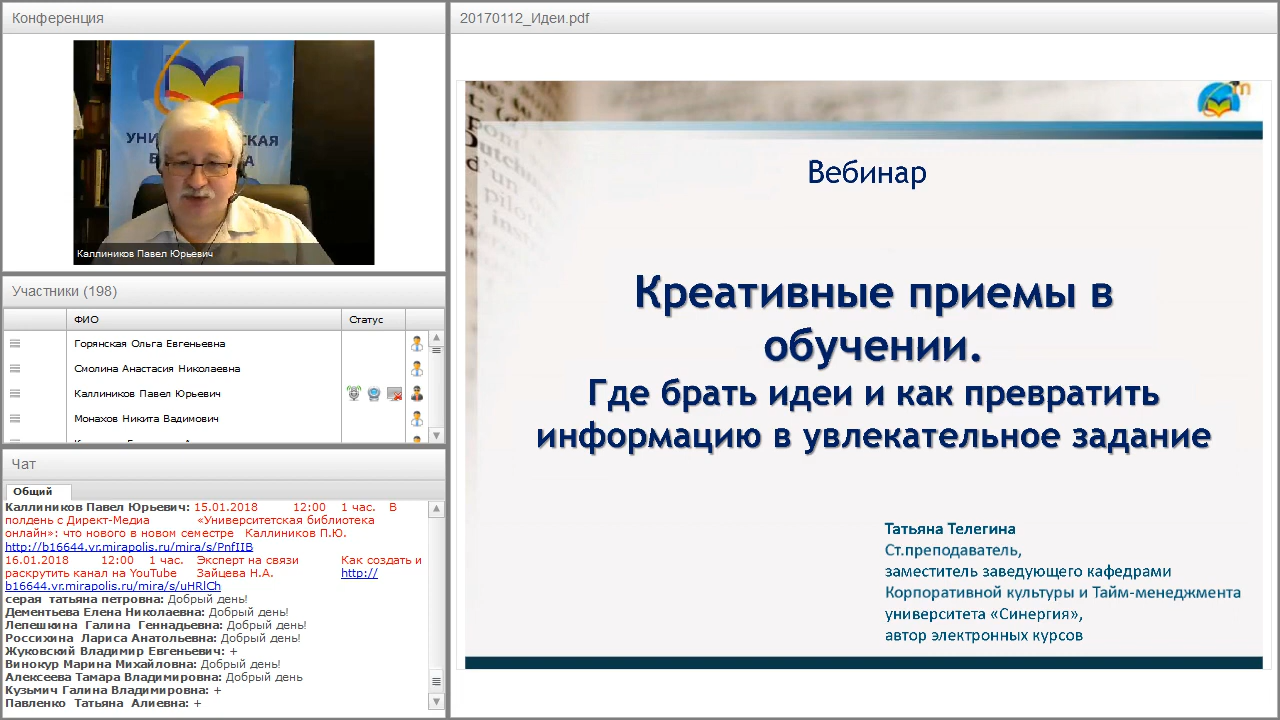 Конференция
Каллиников Павел Юрьевич
Участники (198)
ФИО Статус
Горянская Ольга Евгеньевна
Смолина Анастасия Николаевна
Каллиников Павел Юрьевич
Монахов Никита Вадимович
Чат
Общий
Каллиников Павел Юрьевич: 15.01.2018 12:00 1 час. В
полдень с Директ-Медиа «Университетская библиотека
онлайн»: что нового в новом семестре Каллиников П.Ю.
http://b16644.vr.mirapolis.ru/mira/s/PnfIIB
16.01.2018 12:00 1 час. Эксперт на связи Как создать и
раскрутить канал на YouTube Зайцева Н.А. http://
b16644.vr.mirapolis.ru/mira/s/uHRlCh
серая татьяна петровна: Добрый день!
Дементьева Елена Николаевна: Добрый день!
Лепешкина Галина Геннадьевна: Добрый день!
Россихина Лариса Анатольевна: Добрый день!
Жуковский Владимир Евгеньевич: +
Винокур Марина Михайловна: Добрый день!
Алексеева Тамара Владимировна: Добрый день
Кузьмич Галина Владимировна: +
Павленко Татьяна Алиевна: +
20170112_Идеи.pdf
Вебинар
Креативные приемы в
обучении.
Где брать идеи и как превратить
информацию в увлекательное задание
Татьяна Телегина
Ст.преподаватель,
заместитель заведующего кафедрами
Корпоративной культуры и Тайм-менеджмента
университета «Синергия»,
автор электронных курсов